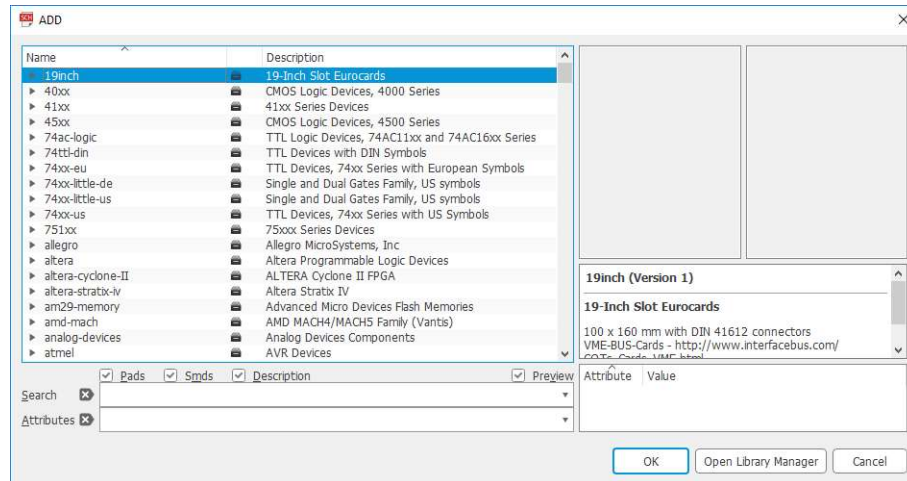 SCH ADD
Name Description
19inch 19-Inch Slot Eurocards
40xx CMOS Logic Devices, 4000 Series
41xx 41xx Series Devices
45xx CMOS Logic Devices, 4500 Series
74ac-logic TTL Logic Devices, 74AC11xx and 74AC16xx Series
74ttl-din TTL Devices with DIN Symbols
74xx-eu TTL Devices, 74xx Series with European Symbols
74xx-little-de Single and Dual Gates Family, US symbols
74xx-little-us Single and Dual Gates Family, US symbols
74xx-us TTL Devices, 74xx Series with US Symbols
751xx 75xxx Series Devices
allegro Allegro MicroSystems, Inc
altera Altera Programmable Logic Devices
altera-cyclone-II ALTERA Cyclone II FPGA
altera-stratix-iv Altera Stratix IV
am29-memory Advanced Micro Devices Flash Memories
amd-mach AMD MACH4/MACH5 Family (Vantis)
analog-devices Analog Devices Components
atmel AVR Devices
19inch (Version 1)
19-Inch Slot Eurocards
100 x 160 mm with DIN 41612 connectors
VME-BUS-Cards - http://www.interfacebus.com/
COTs_Cards_VME.html
Pads Smds Description Preview
Search
Attributes
Attribute Value
OK Open Library Manager Cancel